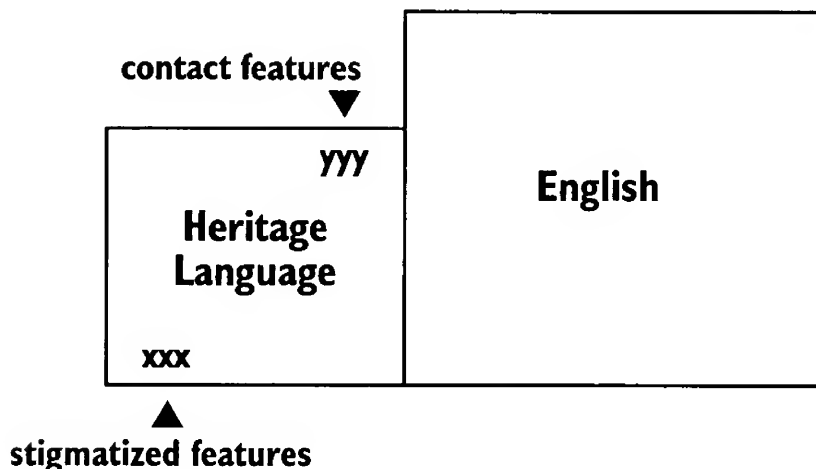 contact features
yyy
English
Heritage
Language
xxx
stigmatized features